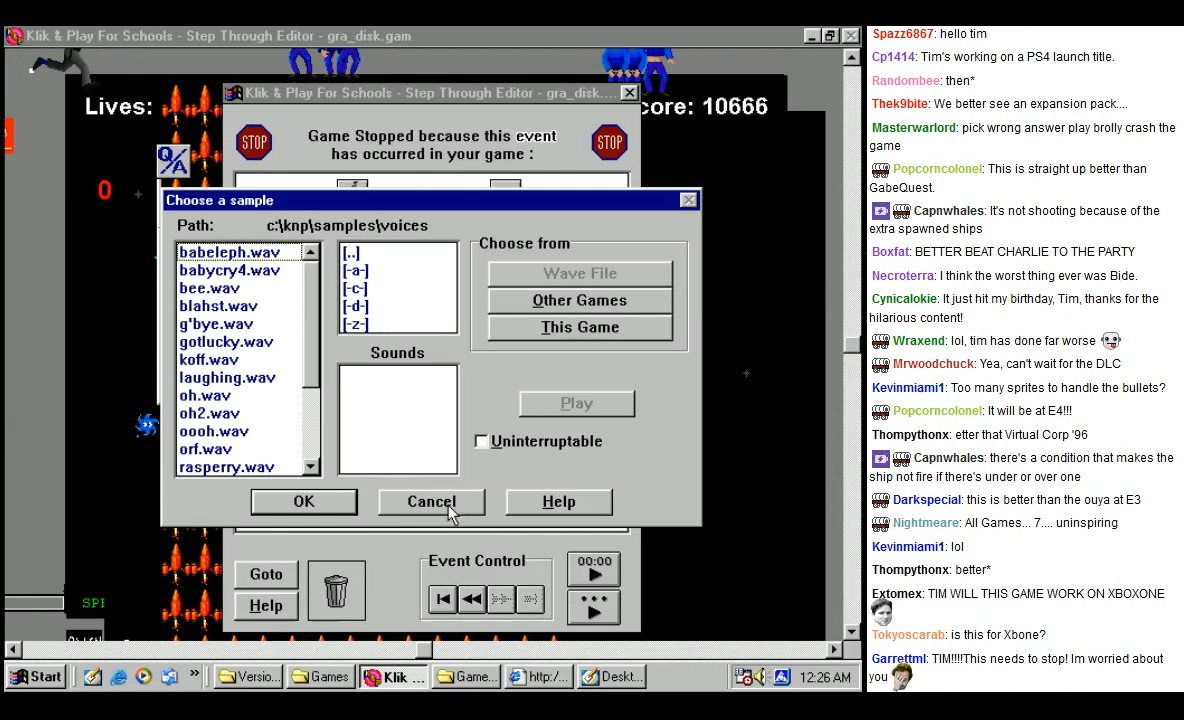 Klik & Play For Schools - Step Through Editor - gra_disk.gam
Lives:
Score: 10666
Klik & Play For Schools - Step Through Editor - gra_disk....
STOP
Game Stopped because this event
has occurred in your game :
STOP
Q/A
0
Choose a sample
Path: c:\knp\samples\voices
babeleph.wav
babycry4.wav
bee.wav
blahst.wav
g'bye.wav
gotlucky.wav
koff.wav
laughing.wav
oh.wav
oh2.wav
oooh.wav
orf.wav
rasperry.wav
[..]
[-a-]
[-c-]
[-d-]
[-z-]
Sounds
Choose from
Wave File
Other Games
This Game
Play
Uninterruptable
OK
Cancel
Help
Goto
Help
Event Control
00:00
SPI
Start
»
Versio...
Games
Klik ...
Game...
http:/...
Deskt...
12:26 AM
Spazz6867: hello tim
Cp1414: Tim's working on a PS4 launch title.
Randombee: then*
Thek9bite: We better see an expansion pack....
Masterwarlord: pick wrong answer play brolly crash the
game
Popcorncolonel: This is straight up better than
GabeQuest.
Capnwhales: It's not shooting because of the
extra spawned ships
Boxfat: BETTER BEAT CHARLIE TO THE PARTY
Necroterra: I think the worst thing ever was Bide.
Cynicalokie: It just hit my birthday, Tim, thanks for the
hilarious content!
Wraxend: lol, tim has done far worse
Mrwoodchuck: Yea, can't wait for the DLC
Kevinmiami1: Too many sprites to handle the bullets?
Popcorncolonel: It will be at E4!!!
Thompythonx: etter that Virtual Corp '96
Capnwhales: there's a condition that makes the
ship not fire if there's under or over one
Darkspecial: this is better than the ouya at E3
Nightmeare: All Games... 7.... uninspiring
Kevinmiami1: lol
Thompythonx: better*
Extomex: TIM WILL THIS GAME WORK ON XBOXONE
Tokyoscarab: is this for Xbone?
Garrettml: TIM!!!!This needs to stop! Im worried about
you